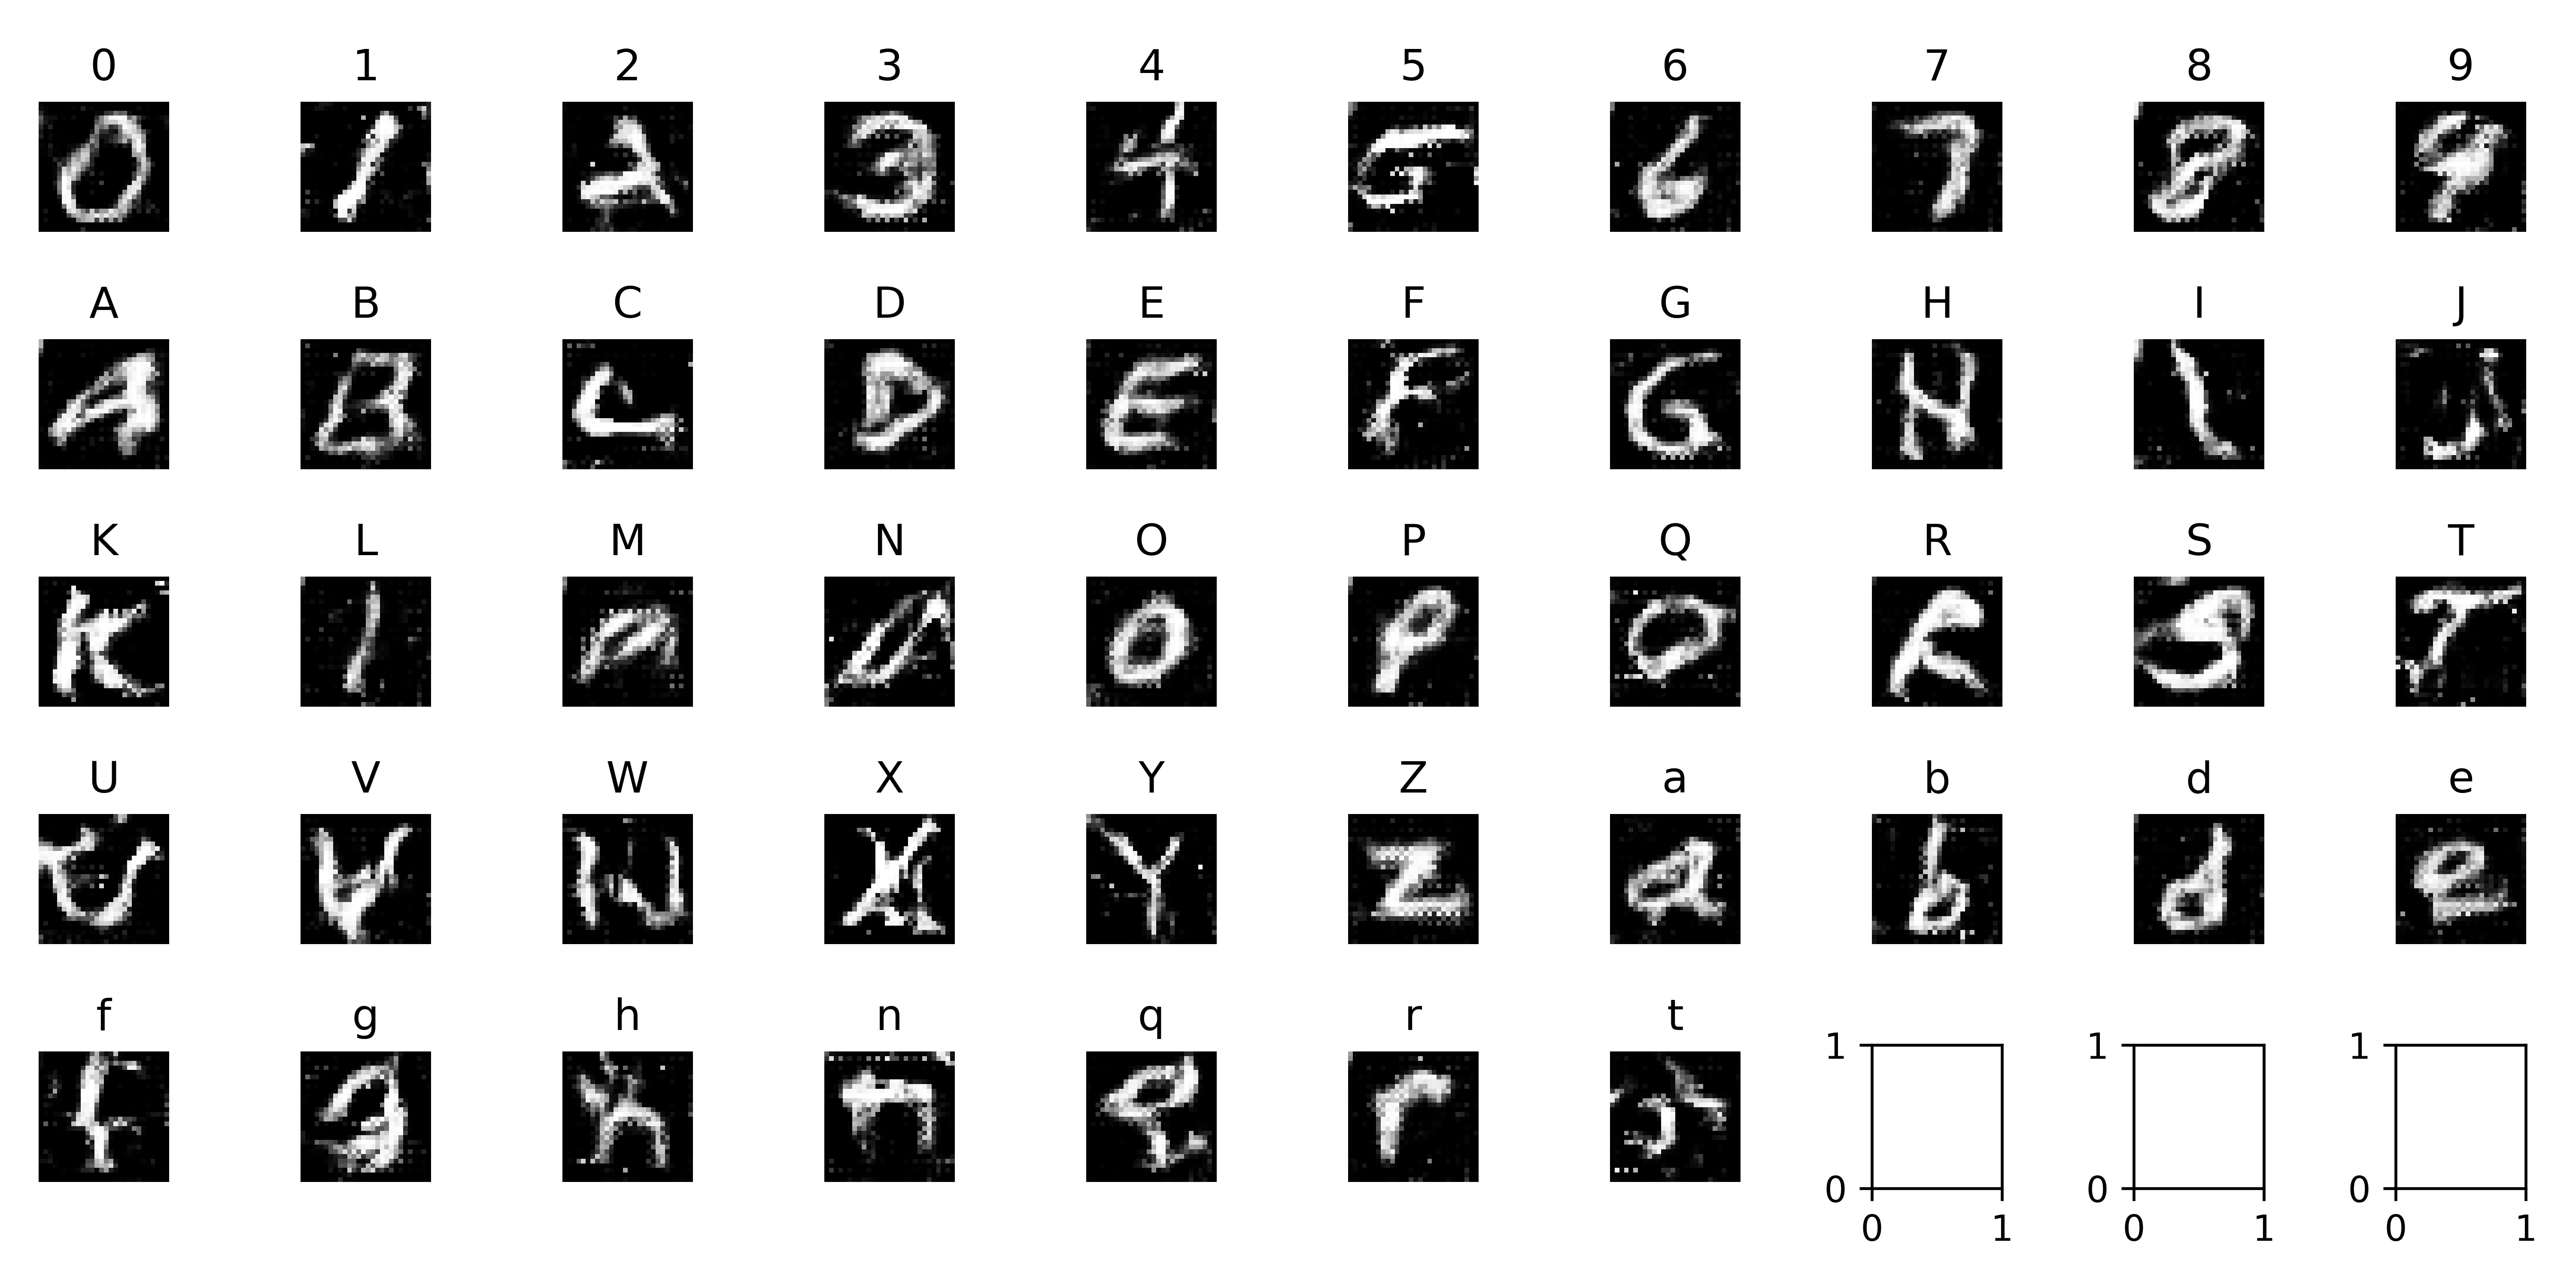 0 1 2 3 4 5 6 7 8 9
A B C D E F G H I J
K L M N O P Q R S T
U V W X Y Z a b d e
f g h n q r t
1 1 1
0 0 0
0 1 0 1 0 1